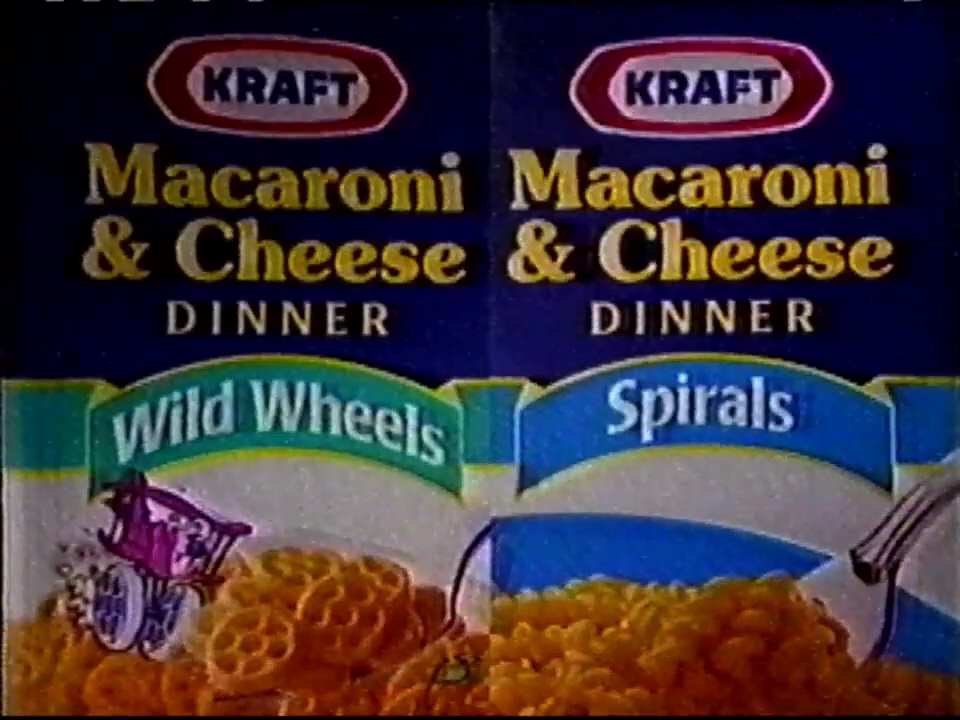 KRAFT
Macaroni
& Cheese
DINNER
Wild Wheels
KRAFT
Macaroni
& Cheese
DINNER
Spirals